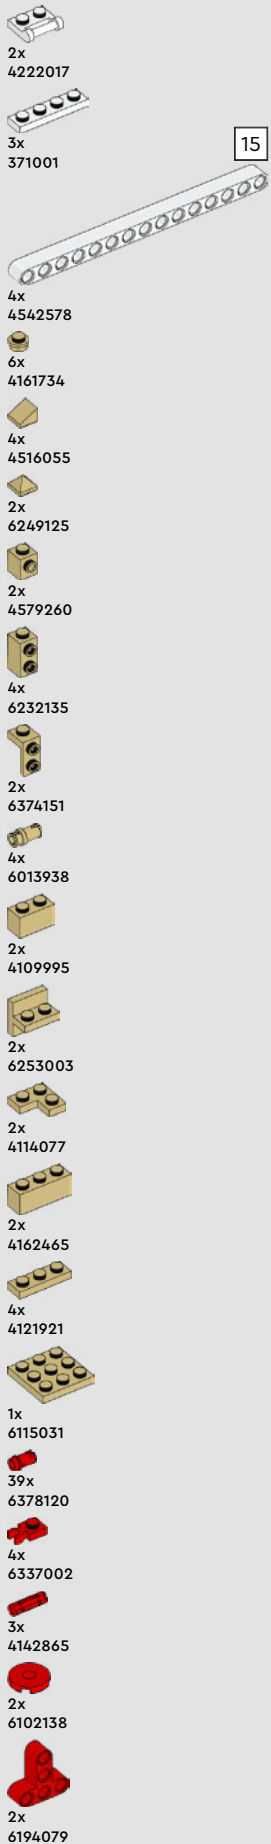 2x
4222017
3x
371001
15
4x
4542578
6x
4161734
4x
4516055
2x
6249125
2x
4579260
4x
6232135
2x
6374151
4x
6013938
2x
4109995
2x
6253003
2x
4114077
2x
4162465
4x
4121921
1x
6115031
39x
6378120
4x
6337002
3x
4142865
2x
6102138
2x
6194079